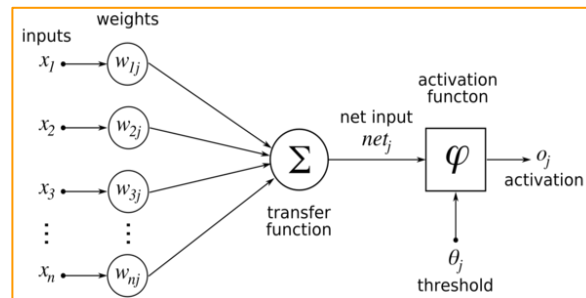 weights
inputs
activation
functon
x1 w1j
net input
netj
x2 w2j
Σ
φ
oj
activation
x3 w3j
transfer
function
⋮ ⋮
θj
xn wnj
threshold